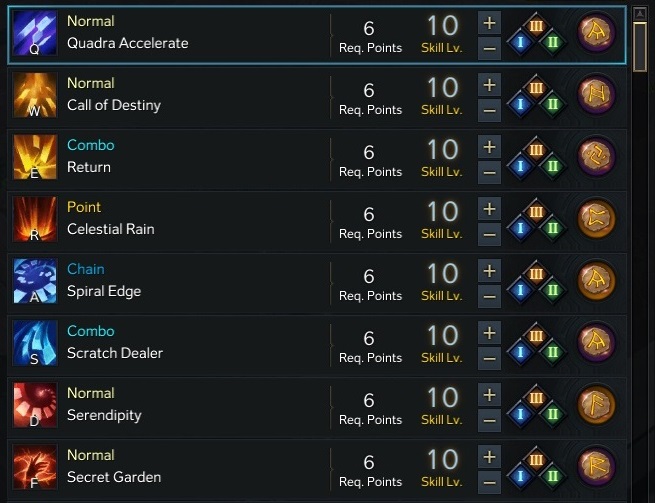 Normal
Q Quadra Accelerate
6 Req. Points
10 Skill Lv.
+ −
III I II
Normal
W Call of Destiny
6 Req. Points
10 Skill Lv.
+ −
III I II
Combo
E Return
6 Req. Points
10 Skill Lv.
+ −
III I II
Point
R Celestial Rain
6 Req. Points
10 Skill Lv.
+ −
III I II
Chain
A Spiral Edge
6 Req. Points
10 Skill Lv.
+ −
III I II
Combo
S Scratch Dealer
6 Req. Points
10 Skill Lv.
+ −
III I II
Normal
D Serendipity
6 Req. Points
10 Skill Lv.
+ −
III I II
Normal
F Secret Garden
6 Req. Points
10 Skill Lv.
+ −
III I II